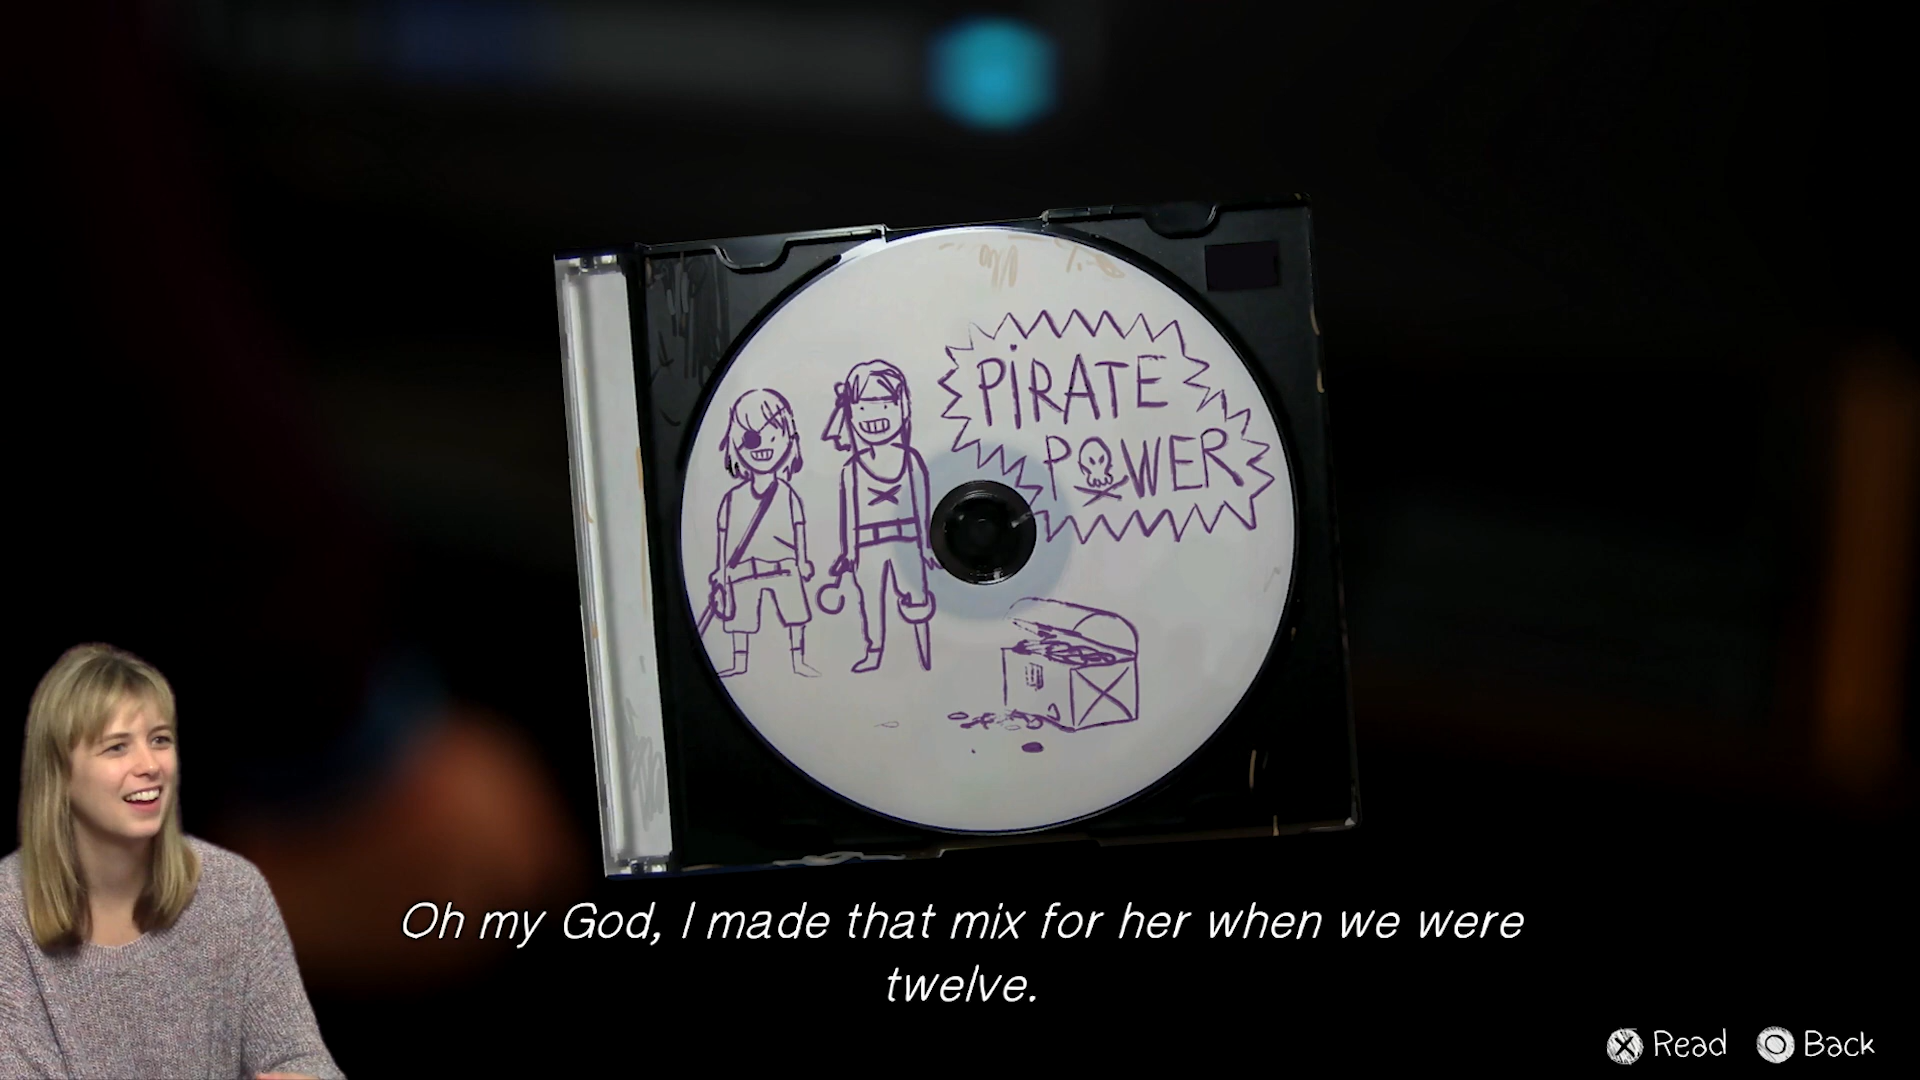 PiRATE
POWER
Oh my God, I made that mix for her when we were
twelve.
Read Back